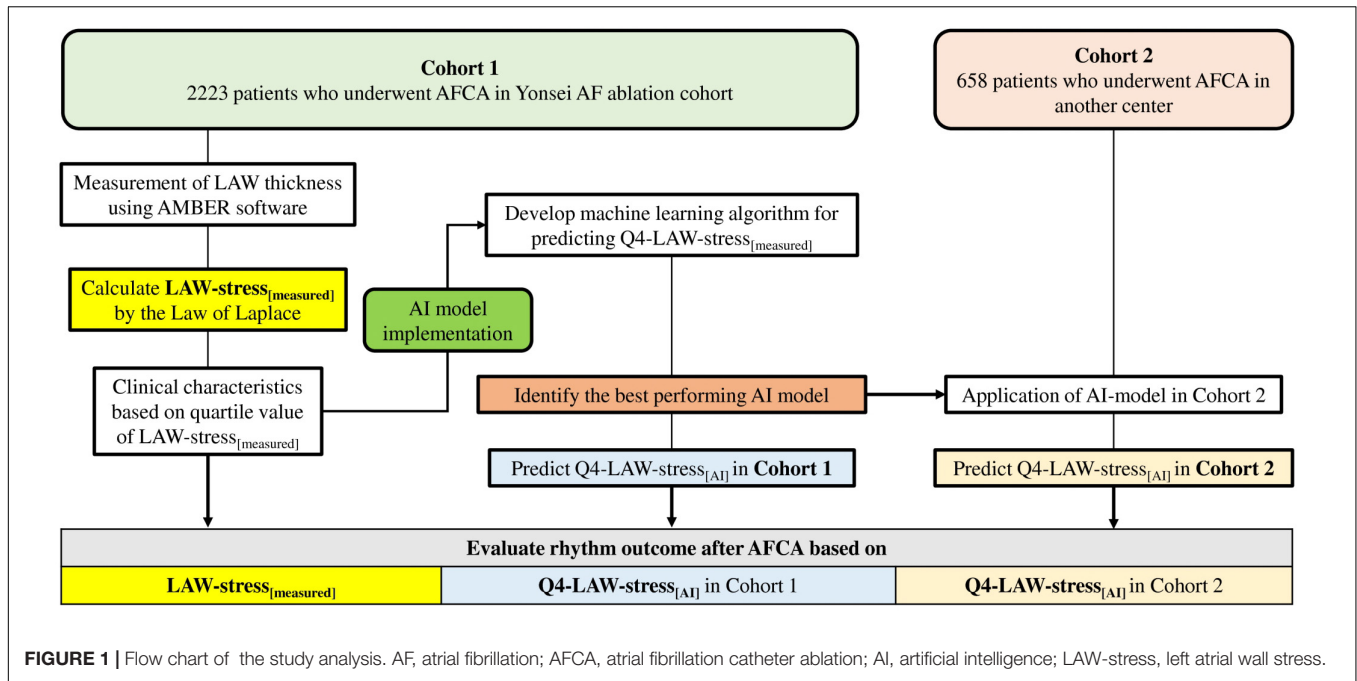 Cohort 1
2223 patients who underwent AFCA in Yonsei AF ablation cohort
Cohort 2
658 patients who underwent AFCA in
another center
Measurement of LAW thickness
using AMBER software
Calculate LAW-stress[measured]
by the Law of Laplace
Clinical characteristics
based on quartile value
of LAW-stress[measured]
AI model
implementation
Develop machine learning algorithm for
predicting Q4-LAW-stress[measured]
Identify the best performing AI model
Application of AI-model in Cohort 2
Predict Q4-LAW-stress[AI] in Cohort 1
Predict Q4-LAW-stress[AI] in Cohort 2
Evaluate rhythm outcome after AFCA based on
LAW-stress[measured]
Q4-LAW-stress[AI] in Cohort 1
Q4-LAW-stress[AI] in Cohort 2
FIGURE 1 | Flow chart of the study analysis. AF, atrial fibrillation; AFCA, atrial fibrillation catheter ablation; AI, artificial intelligence; LAW-stress, left atrial wall stress.